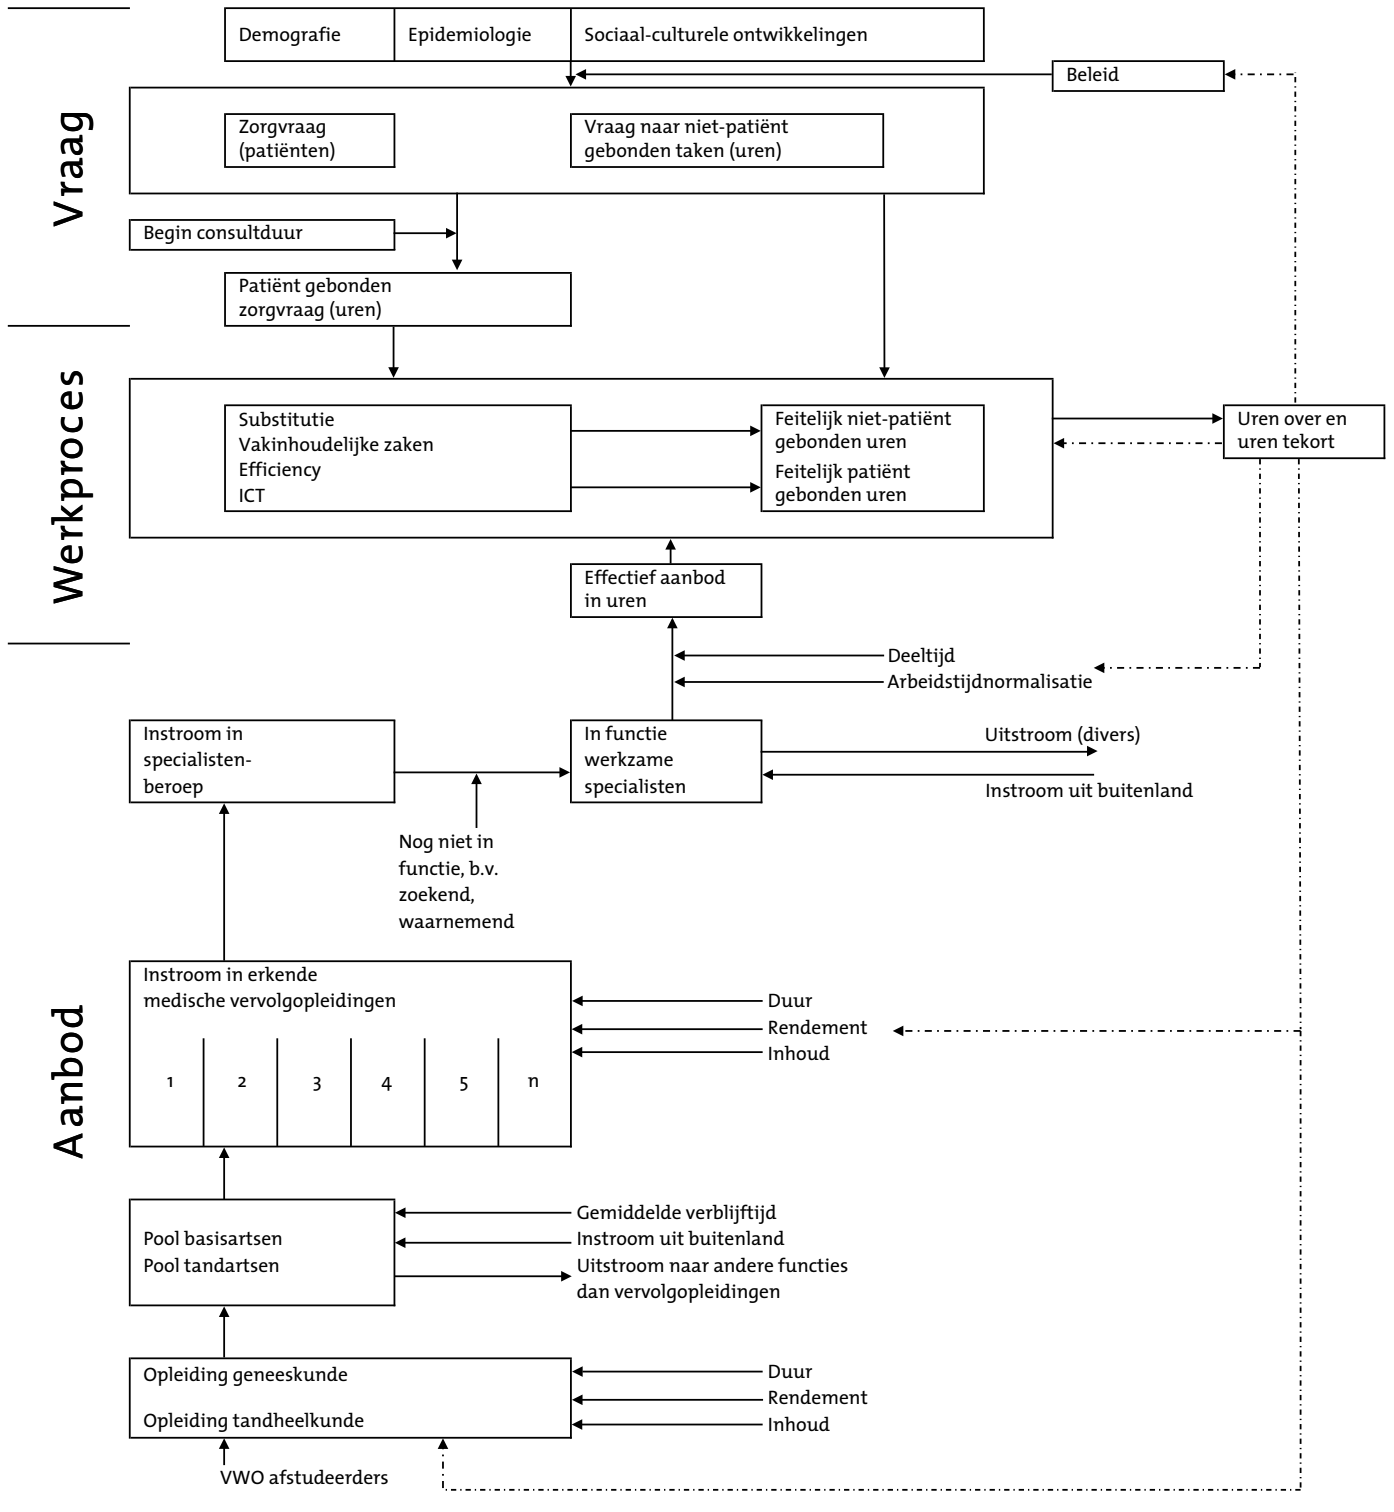 Vraag
Demografie
Epidemiologie
Sociaal-culturele ontwikkelingen
Beleid
Zorgvraag
(patiënten)
Vraag naar niet-patiënt
gebonden taken (uren)
Begin consultduur
Patiënt gebonden
zorgvraag (uren)
Werkproces
Substitutie
Vakinhoudelijke zaken
Efficiency
ICT
Feitelijk niet-patiënt
gebonden uren
Feitelijk patiënt
gebonden uren
Uren over en
uren tekort
Effectief aanbod
in uren
Aanbod
Deeltijd
Arbeidstijdnormalisatie
Instroom in
specialisten-
beroep
In functie
werkzame
specialisten
Uitstroom (divers)
Instroom uit buitenland
Nog niet in
functie, b.v.
zoekend,
waarnemend
Instroom in erkende
medische vervolgopleidingen
1 2 3 4 5 n
Duur
Rendement
Inhoud
Pool basisartsen
Pool tandartsen
Gemiddelde verblijftijd
Instroom uit buitenland
Uitstroom naar andere functies
dan vervolgopleidingen
Opleiding geneeskunde
Opleiding tandheelkunde
Duur
Rendement
Inhoud
VWO afstudeerders